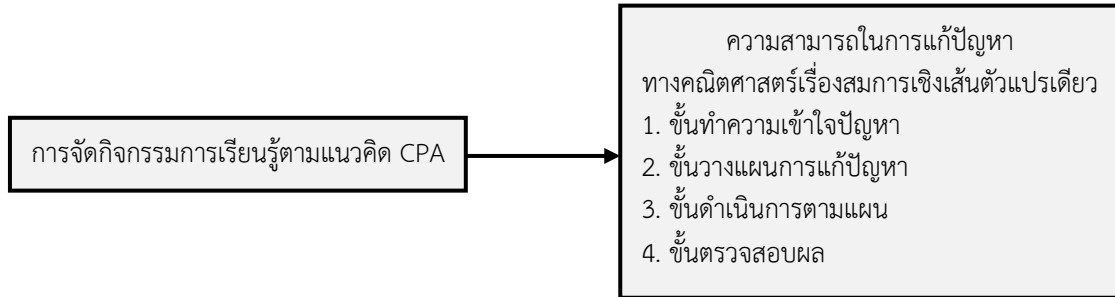 การจัดกิจกรรมการเรียนรู้ตามแนวคิด CPA
ความสามารถในการแก้ปัญหา
ทางคณิตศาสตร์เรื่องสมการเชิงเส้นตัวแปรเดียว
1. ขั้นทำความเข้าใจปัญหา
2. ขั้นวางแผนการแก้ปัญหา
3. ขั้นดำเนินการตามแผน
4. ขั้นตรวจสอบผล